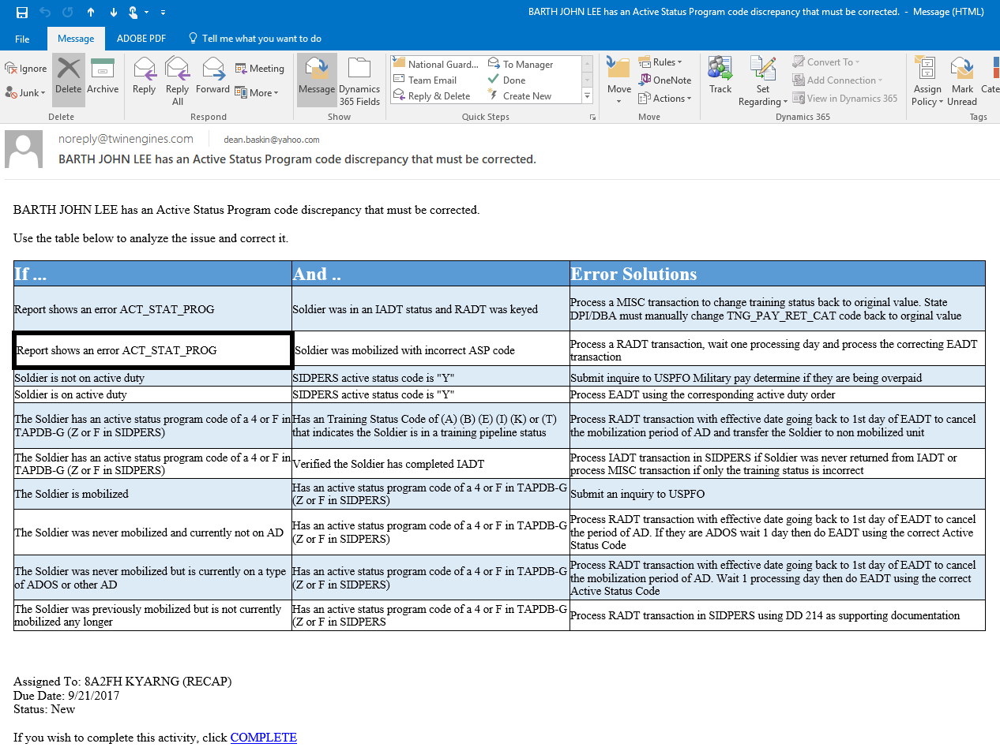 BARTH JOHN LEE has an Active Status Program code discrepancy that must be corrected. - Message (HTML)
File Message ADOBE PDF Tell me what you want to do
Ignore
Junk
Delete
Archive
Delete
Reply
Reply All
Forward
Meeting
More
Respond
Message
Dynamics 365 Fields
Show
National Guard... To Manager
Team Email Done
Reply & Delete Create New
Quick Steps
Move
Rules
OneNote
Actions
Move
Track
Set Regarding
Convert To
Add Connection
View in Dynamics 365
Dynamics 365
Assign Policy
Mark Unread
Cate
Tags
noreply@twinengines.com dean.baskin@yahoo.com
BARTH JOHN LEE has an Active Status Program code discrepancy that must be corrected.
BARTH JOHN LEE has an Active Status Program code discrepancy that must be corrected.
Use the table below to analyze the issue and correct it.
If ... And .. Error Solutions
Report shows an error ACT_STAT_PROG
Soldier was in an IADT status and RADT was keyed
Process a MISC transaction to change training status back to original value. State
DPI/DBA must manually change TNG_PAY_RET_CAT code back to orginal value
Report shows an error ACT_STAT_PROG
Soldier was mobilized with incorrect ASP code
Process a RADT transaction, wait one processing day and process the correcting EADT
transaction
Soldier is not on active duty
SIDPERS active status code is "Y"
Submit inquire to USPFO Military pay determine if they are being overpaid
Soldier is on active duty
SIDPERS active status code is "Y"
Process EADT using the corresponding active duty order
The Soldier has an active status program code of a 4 or F in
TAPDB-G (Z or F in SIDPERS)
Has an Training Status Code of (A) (B) (E) (I) (K) or (T)
that indicates the Soldier is in a training pipeline status
Process RADT transaction with effective date going back to 1st day of EADT to cancel
the mobilization period of AD and transfer the Soldier to non mobilized unit
The Soldier has an active status program code of a 4 or F in
TAPDB-G (Z or F in SIDPERS)
Verified the Soldier has completed IADT
Process IADT transaction in SIDPERS if Soldier was never returned from IADT or
process MISC transaction if only the training status is incorrect
The Soldier is mobilized
Has an active status program code of a 4 or F in TAPDB-G
(Z or F in SIDPERS)
Submit an inquiry to USPFO
The Soldier was never mobilized and currently not on AD
Has an active status program code of a 4 or F in TAPDB-G
(Z or F in SIDPERS)
Process RADT transaction with effective date going back to 1st day of EADT to cancel
the period of AD. If they are ADOS wait 1 day then do EADT using the correct Active
Status Code
The Soldier was never mobilized but is currently on a type
of ADOS or other AD
Has an active status program code of a 4 or F in TAPDB-G
(Z or F in SIDPERS)
Process RADT transaction with effective date going back to 1st day of EADT to cancel
the mobilization period of AD. Wait 1 processing day then do EADT using the correct
Active Status Code
The Soldier was previously mobilized but is not currently
mobilized any longer
Has an active status program code of a 4 or F in TAPDB-G
(Z or F in SIDPERS
Process RADT transaction in SIDPERS using DD 214 as supporting documentation
Assigned To: 8A2FH KYARNG (RECAP)
Due Date: 9/21/2017
Status: New
If you wish to complete this activity, click COMPLETE